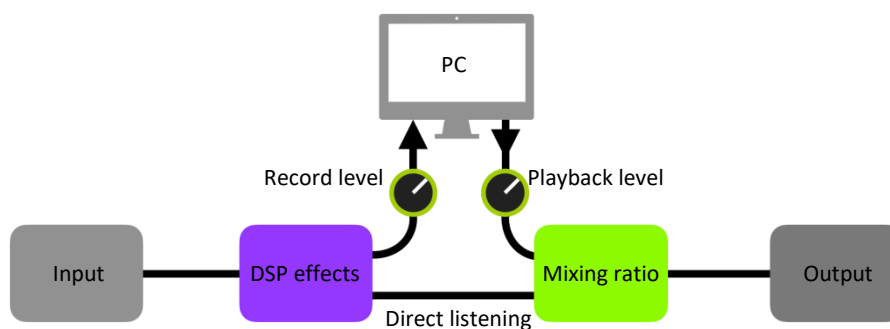 PC
Record level
Playback level
Input
DSP effects
Mixing ratio
Output
Direct listening